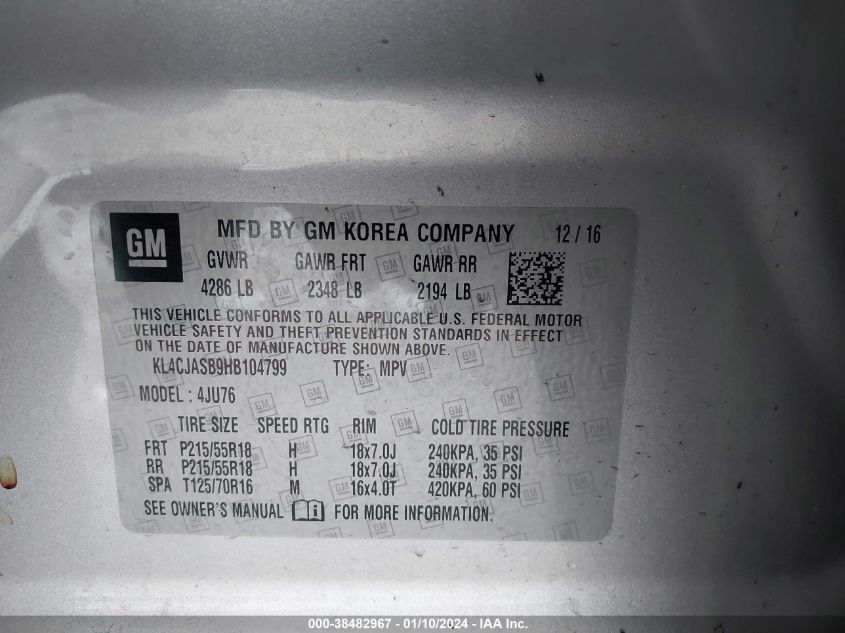 GM MFD BY GM KOREA COMPANY 12 / 16
GVWR GAWR FRT GAWR RR
4286 LB 2348 LB 2194 LB
THIS VEHICLE CONFORMS TO ALL APPLICABLE U.S. FEDERAL MOTOR
VEHICLE SAFETY AND THEFT PREVENTION STANDARDS IN EFFECT
ON THE DATE OF MANUFACTURE SHOWN ABOVE.
KL4CJASB9HB104799 TYPE: MPV
MODEL : 4JU76
TIRE SIZE SPEED RTG RIM COLD TIRE PRESSURE
FRT P215/55R18 H 18x7.0J 240KPA, 35 PSI
RR P215/55R18 H 18x7.0J 240KPA, 35 PSI
SPA T125/70R16 M 16x4.0T 420KPA, 60 PSI
SEE OWNER'S MANUAL FOR MORE INFORMATION.
000-38482967 - 01/10/2024 - IAA Inc.